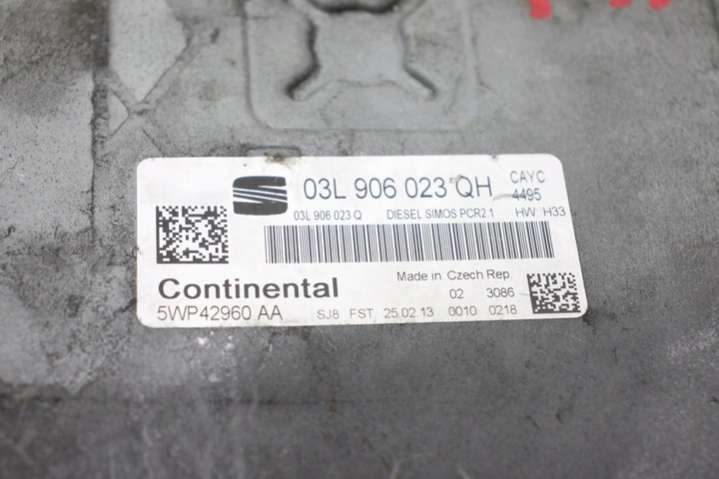 03L 906 023 QH CAYC
4495
03L 906 023 Q DIESEL SIMOS PCR2.1 HW H33
Made in Czech Rep.
Continental 02 3086
5WP42960 AA SJ8 FST 25.02.13 0010 0218